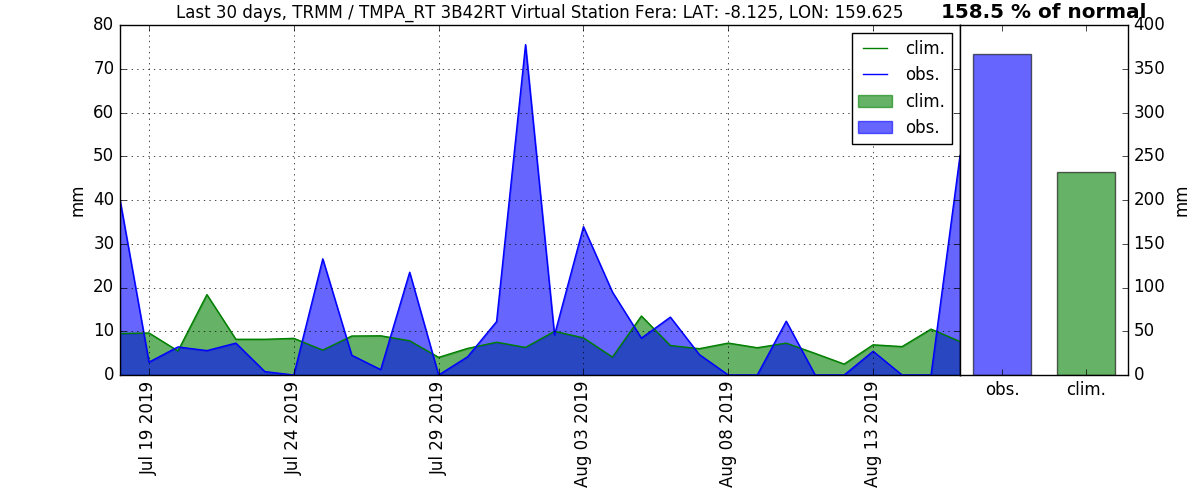 Last 30 days, TRMM / TMPA_RT 3B42RT Virtual Station Fera: LAT: -8.125, LON: 159.625
158.5 % of normal
80
70
60
50
40
30
20
10
0
mm
clim.
obs.
clim.
obs.
400
350
300
250
200
150
100
50
0
mm
Jul 19 2019
Jul 24 2019
Jul 29 2019
Aug 03 2019
Aug 08 2019
Aug 13 2019
obs.
clim.